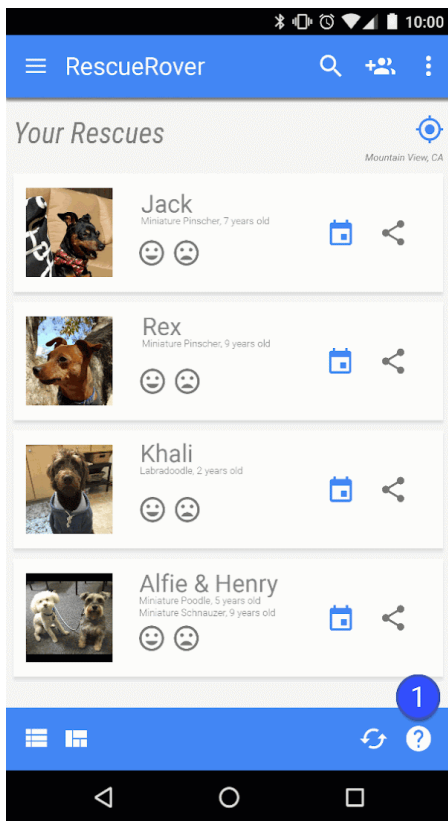 10:00
RescueRover
Your Rescues
Mountain View, CA
Jack
Miniature Pinscher, 7 years old
Rex
Miniature Pinscher, 9 years old
Khali
Labradoodle, 2 years old
Alfie & Henry
Miniature Poodle, 5 years old
Miniature Schnauzer, 9 years old
1